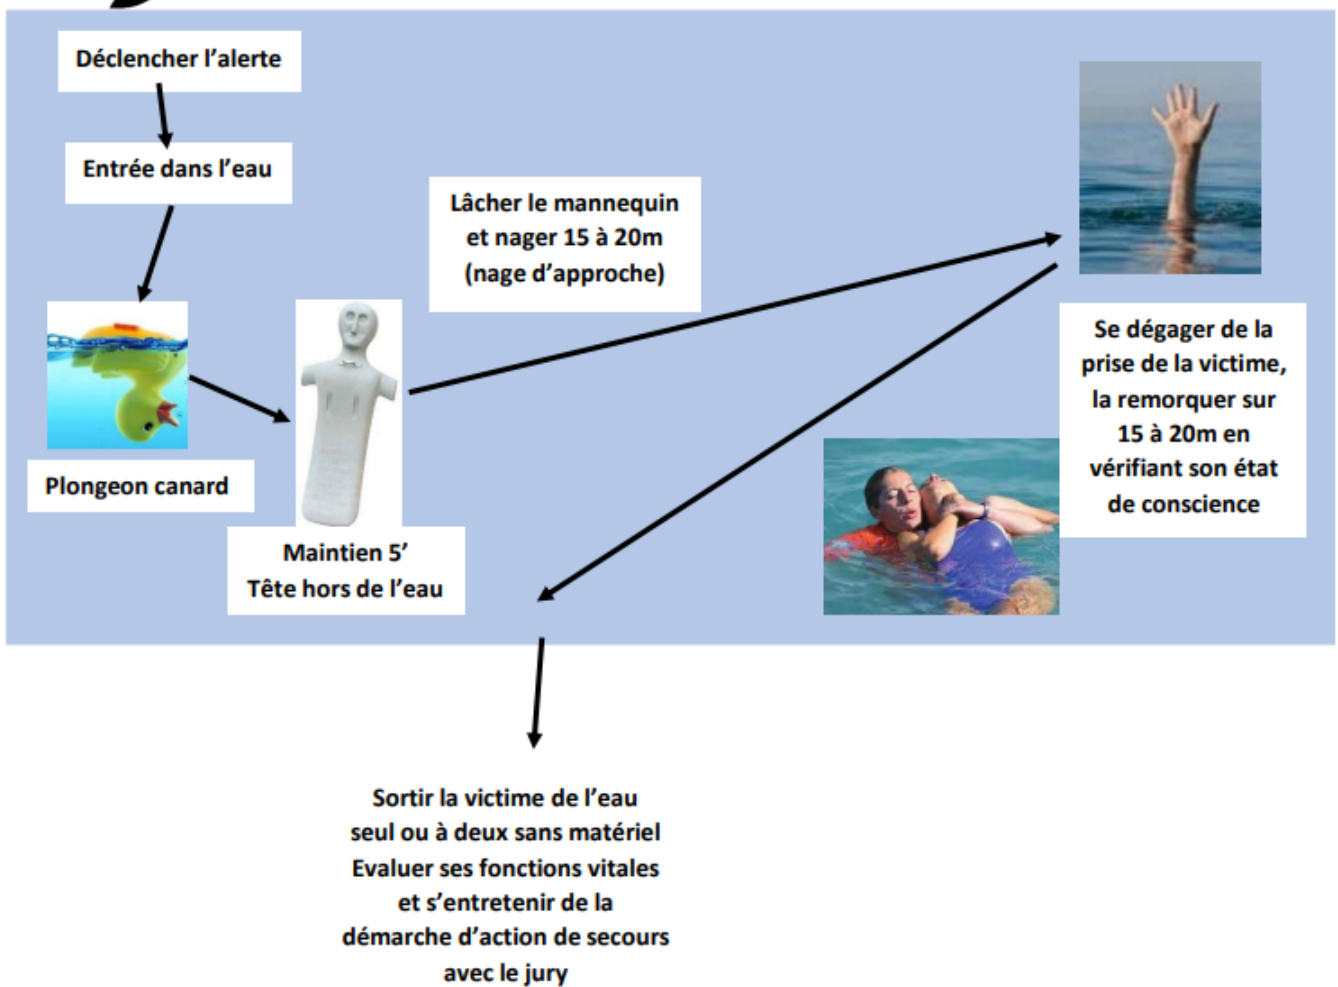 Déclencher l’alerte
Entrée dans l’eau
Plongeon canard
Maintien 5’
Tête hors de l’eau
Lâcher le mannequin
et nager 15 à 20m
(nage d’approche)
Se dégager de la
prise de la victime,
la remorquer sur
15 à 20m en
vérifiant son état
de conscience
Sortir la victime de l’eau
seul ou à deux sans matériel
Evaluer ses fonctions vitales
et s’entretenir de la
démarche d’action de secours
avec le jury